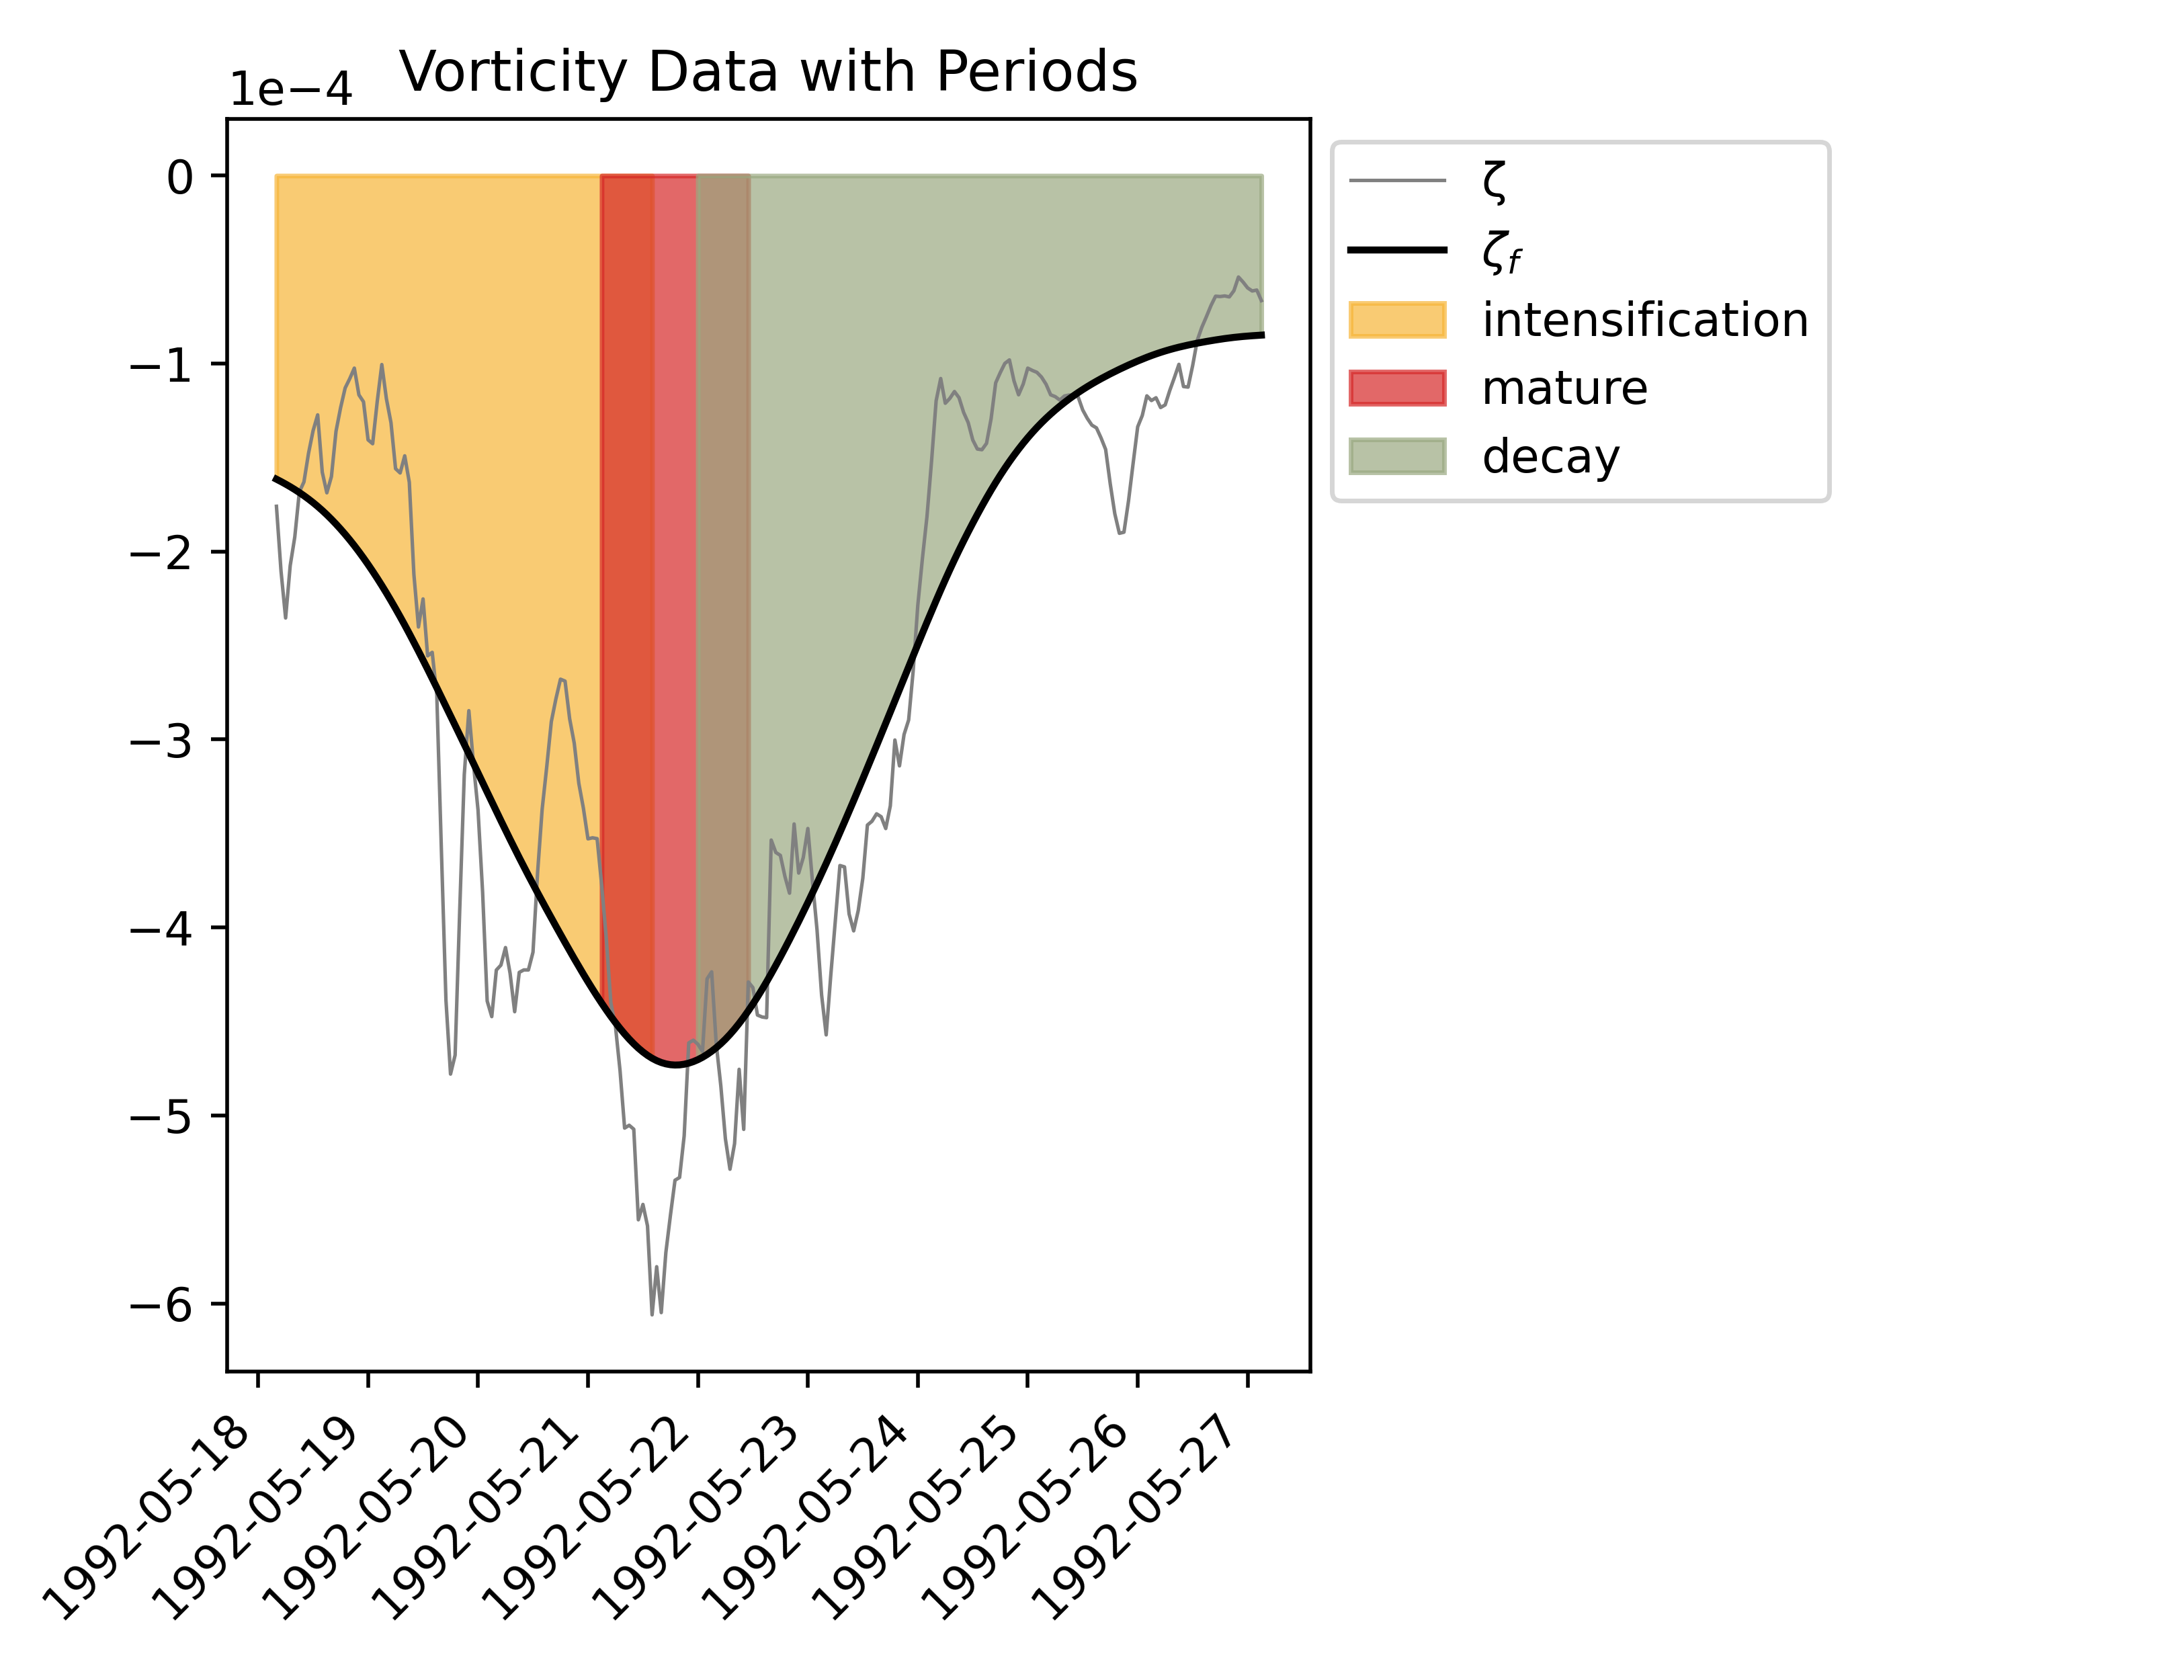 Vorticity Data with Periods
1e−4
0
−1
−2
−3
−4
−5
−6
1992-05-18
1992-05-19
1992-05-20
1992-05-21
1992-05-22
1992-05-23
1992-05-24
1992-05-25
1992-05-26
1992-05-27
ζ
ζf
intensification
mature
decay